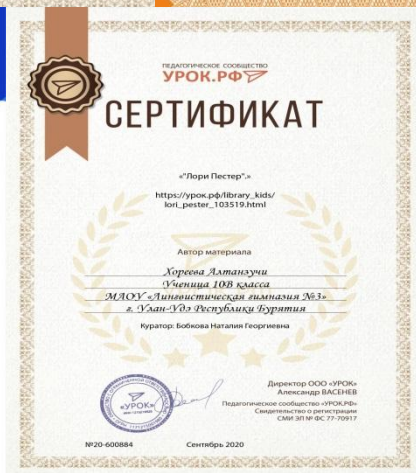 ПЕДАГОГИЧЕСКОЕ СООБЩЕСТВО
УРОК.РФ
СЕРТИФИКАТ
«"Лори Пестер".»
https://урок.рф/library_kids/
lori_pester_103519.html
Автор материала
Хореева Алтанзучи
Ученица 10В класса
МАОУ «Лингвистическая гимназия №3»
г. Улан-Удэ Республики Бурятия
Куратор: Бобкова Наталия Георгиевна
«УРОК»
Директор ООО «УРОК»
Александр ВАСЕНЕВ
Педагогическое сообщество «УРОК.РФ»
Свидетельство о регистрации
СМИ ЭЛ № ФС 77-70917
№20-600884
Сентябрь 2020